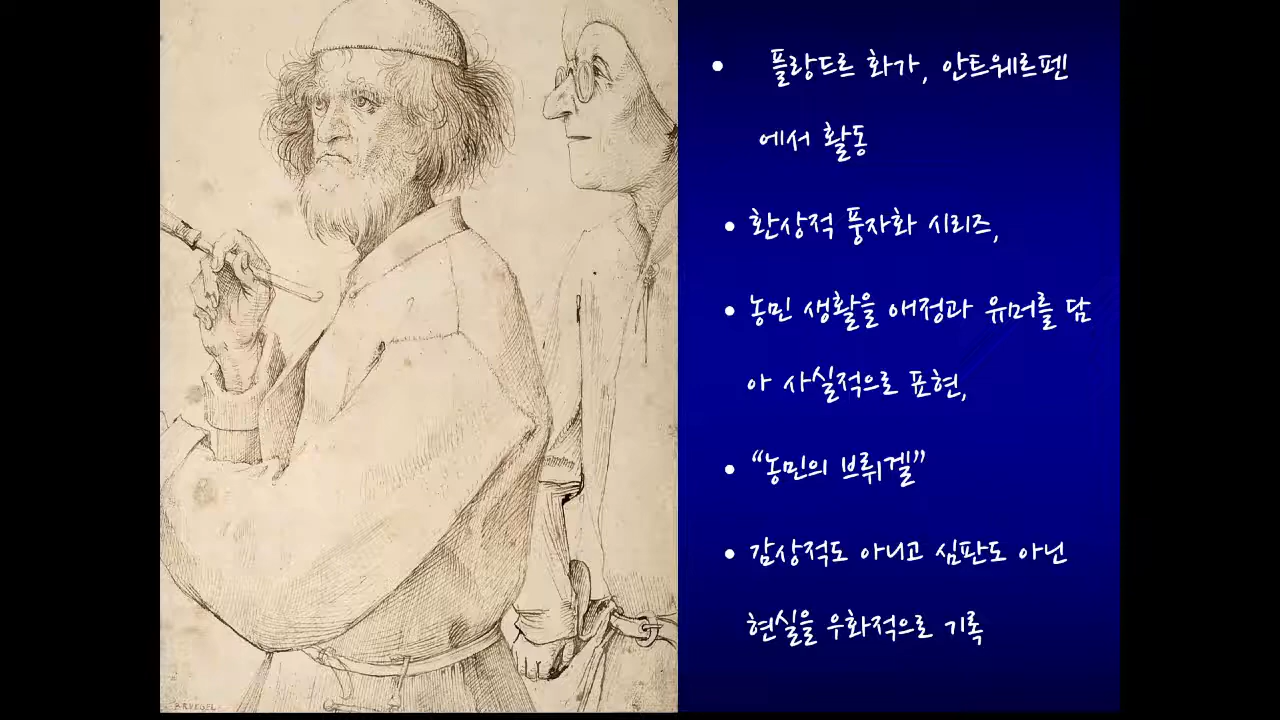 • 플랑드르 화가, 안트웨르펜
에서 활동
• 환상적 풍자화 시리즈,
• 농민 생활을 애정과 유머를 담
아 사실적으로 표현,
• “농민의 브뤼겔”
• 감상적도 아니고 심판도 아닌
현실을 우화적으로 기록
BRVEGEL